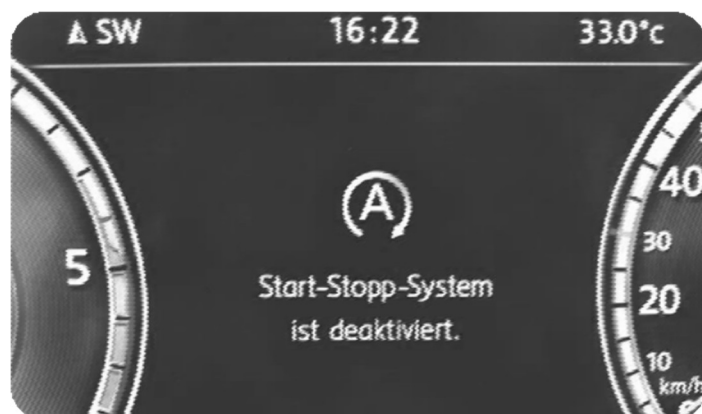 SW 16:22 33.0°c
A
Start-Stopp-System
ist deaktiviert.
5
40
30
20
10
km/h